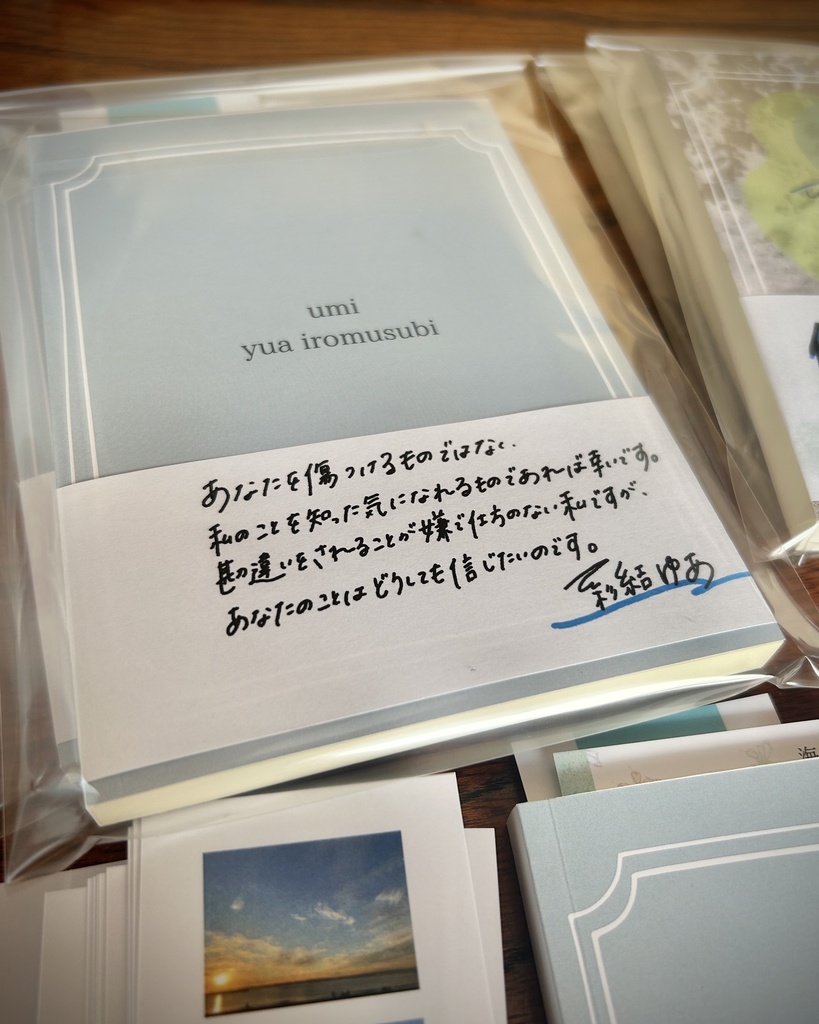 umi
yua iromusubi
あなたを傷つけるものではない、
私のことを知った気になれるものであれば幸いです。
勘違いをされることが嫌で仕方のない私ですが、
あなたのことはどうしても信じたいのです。
彩結ゆあ
海